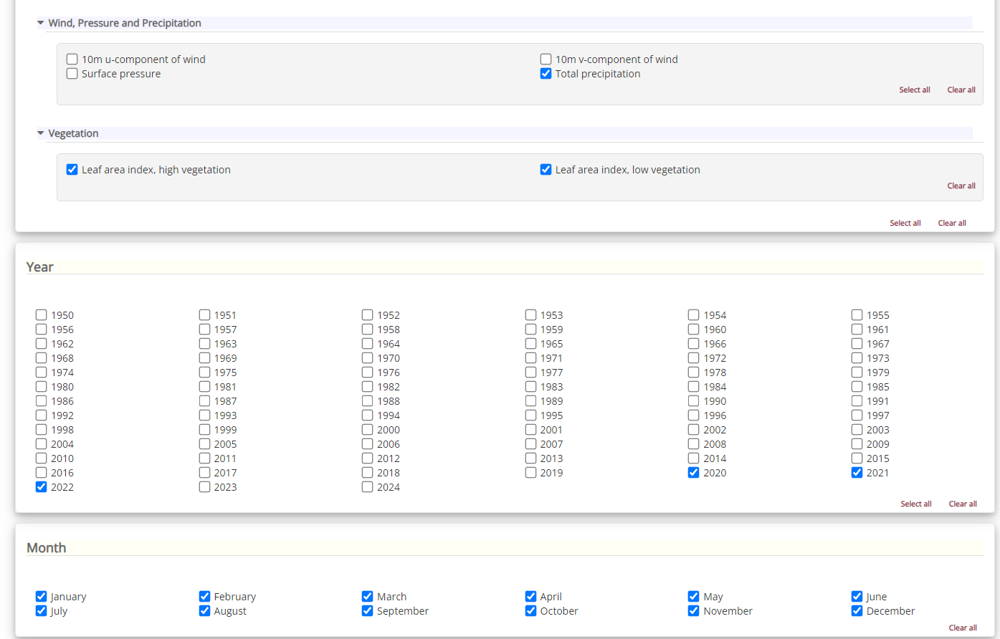 Wind, Pressure and Precipitation
10m u-component of wind 10m v-component of wind
Surface pressure Total precipitation
Select all Clear all
Vegetation
Leaf area index, high vegetation Leaf area index, low vegetation
Clear all
Select all Clear all
Year
1950 1951 1952 1953 1954 1955
1956 1957 1958 1959 1960 1961
1962 1963 1964 1965 1966 1967
1968 1969 1970 1971 1972 1973
1974 1975 1976 1977 1978 1979
1980 1981 1982 1983 1984 1985
1986 1987 1988 1989 1990 1991
1992 1993 1994 1995 1996 1997
1998 1999 2000 2001 2002 2003
2004 2005 2006 2007 2008 2009
2010 2011 2012 2013 2014 2015
2016 2017 2018 2019 2020 2021
2022 2023 2024
Select all Clear all
Month
January February March April May June
July August September October November December
Clear all